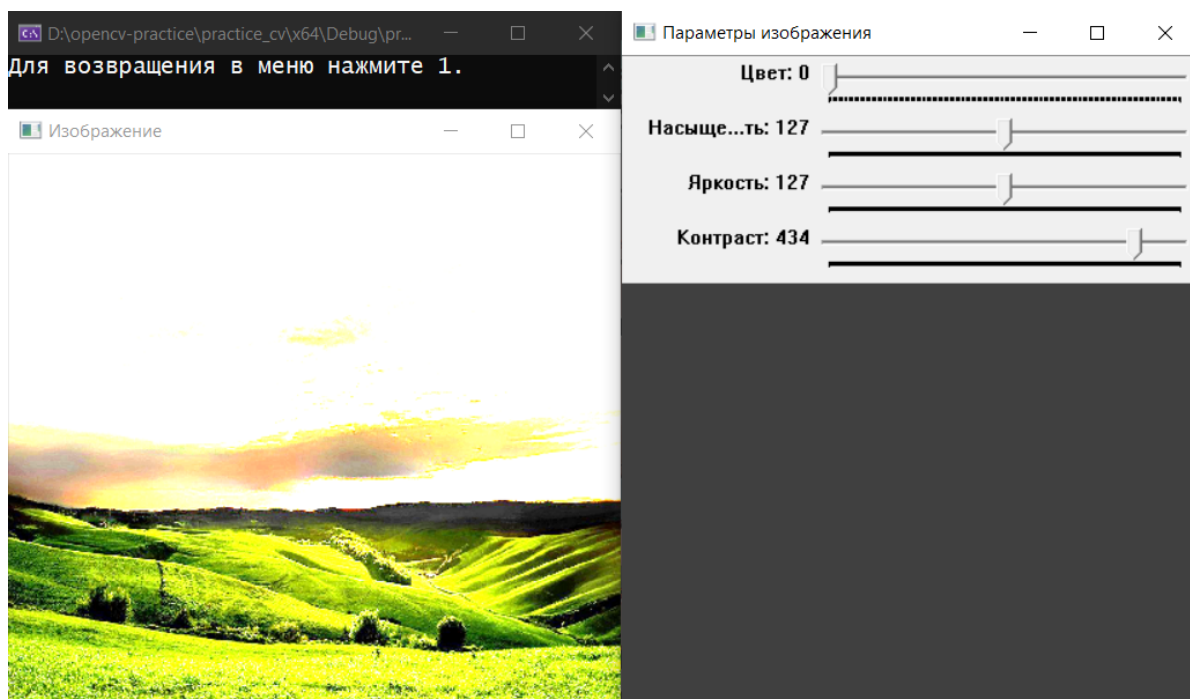 D:\opencv-practice\practice_cv\x64\Debug\pr...
Для возвращения в меню нажмите 1.
Изображение
Параметры изображения
Цвет: 0
Насыще...ть: 127
Яркость: 127
Контраст: 434